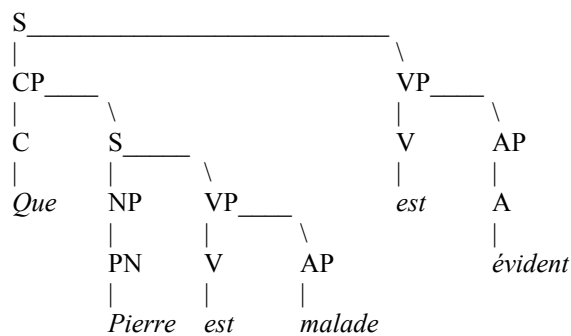 S
CP VP
C S V AP
Que NP VP est A
PN V AP évident
Pierre est malade